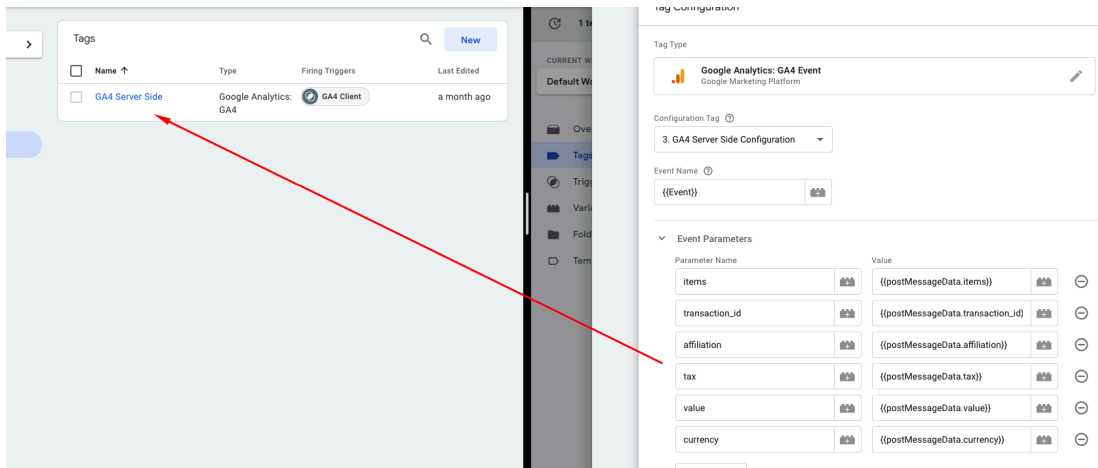 Tags
New
Name ↑ Type Firing Triggers Last Edited
GA4 Server Side Google Analytics: GA4 Client a month ago
GA4
1
CURRENT W
Default Wo
Ove
Tags
Trigg
Varia
Fold
Tem
Tag Configuration
Tag Type
Google Analytics: GA4 Event
Google Marketing Platform
Configuration Tag
3. GA4 Server Side Configuration
Event Name
{{Event}}
Event Parameters
Parameter Name Value
items {{postMessageData.items}}
transaction_id {{postMessageData.transaction_id}
affiliation {{postMessageData.affiliation}}
tax {{postMessageData.tax}}
value {{postMessageData.value}}
currency {{postMessageData.currency}}